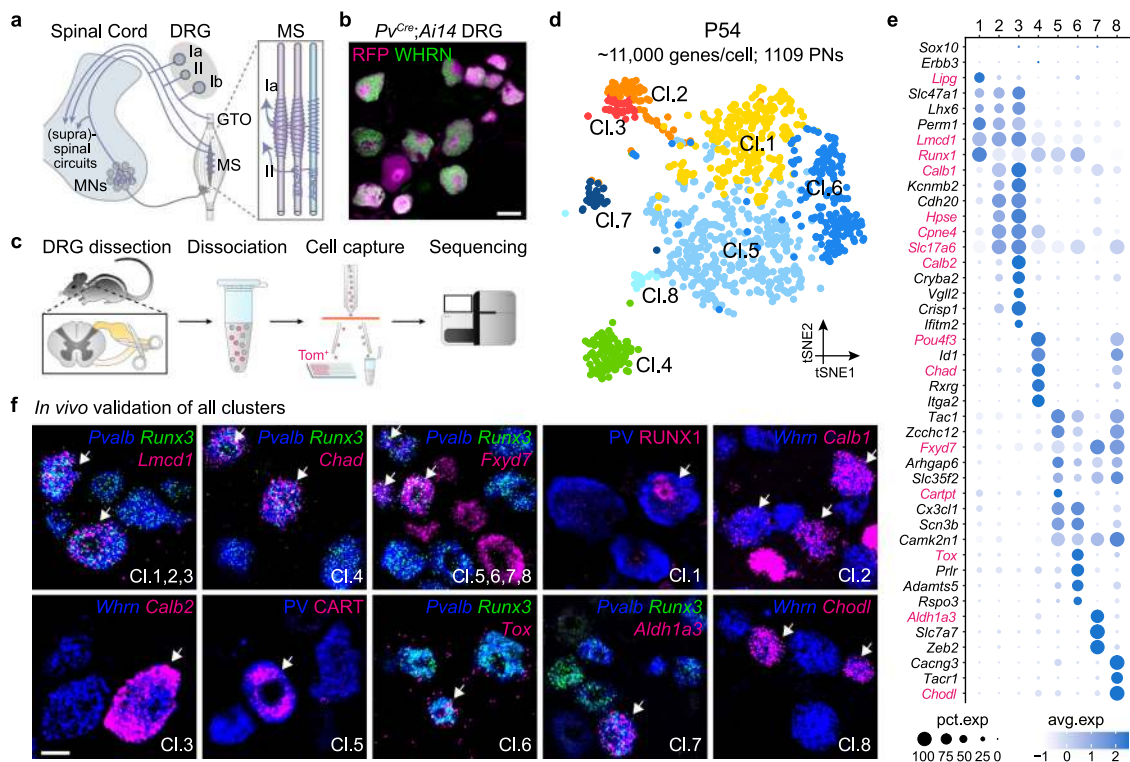 a
Spinal Cord
DRG
MS
Ia
II
Ib
Ia
GTO
(supra)-
spinal
circuits
MS
MNs
II
b
PvCre;Ai14 DRG
RFP WHRN
c
DRG dissection
Dissociation
Cell capture
Sequencing
Tom+
d
P54
~11,000 genes/cell; 1109 PNs
Cl.2
Cl.3
Cl.1
Cl.6
Cl.7
Cl.5
Cl.8
Cl.4
tSNE2
tSNE1
e
1 2 3 4 5 6 7 8
Sox10
Erbb3
Lipg
Slc47a1
Lhx6
Perm1
Lmcd1
Runx1
Calb1
Kcnmb2
Cdh20
Hpse
Cpne4
Slc17a6
Calb2
Cryba2
Vgll2
Crisp1
Ifitm2
Pou4f3
Id1
Chad
Rxrg
Itga2
Tac1
Zcchc12
Fxyd7
Arhgap6
Slc35f2
Cartpt
Cx3cl1
Scn3b
Camk2n1
Tox
Prlr
Adamts5
Rspo3
Aldh1a3
Slc7a7
Zeb2
Cacng3
Tacr1
Chodl
pct.exp
100 75 50 25 0
avg.exp
−1 0 1 2
f
In vivo validation of all clusters
Pvalb Runx3
Lmcd1
Cl.1,2,3
Pvalb Runx3
Chad
Cl.4
Pvalb Runx3
Fxyd7
Cl.5,6,7,8
PV RUNX1
Cl.1
Whrn Calb1
Cl.2
Whrn Calb2
Cl.3
PV CART
Cl.5
Pvalb Runx3
Tox
Cl.6
Pvalb Runx3
Aldh1a3
Cl.7
Whrn Chodl
Cl.8